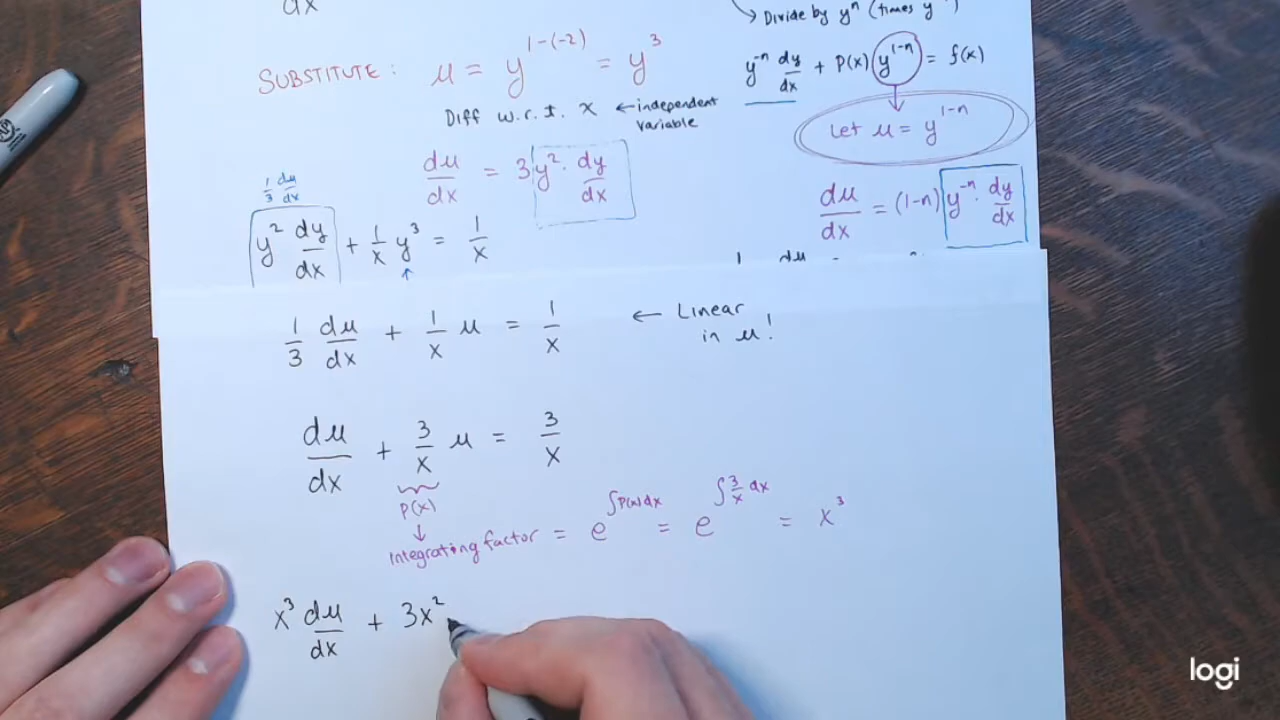 dx
→ Divide by yⁿ (times y
SUBSTITUTE: u = y^(1-(-2)) = y³
y⁻ⁿ dy/dx + P(x) y^(1-n) = f(x)
Diff w.r.t. x ← independent variable
Let u = y^(1-n)
du/dx = 3y² · dy/dx
du/dx = (1-n) y⁻ⁿ · dy/dx
1/3 du/dx
y² dy/dx + 1/x y³ = 1/x
↑
1 du
1/3 du/dx + 1/x u = 1/x ← Linear in u!
du/dx + 3/x u = 3/x
P(x)
↓
Integrating factor = e^(∫P(x)dx) = e^(∫3/x dx) = x³
x³ du/dx + 3x²
logi